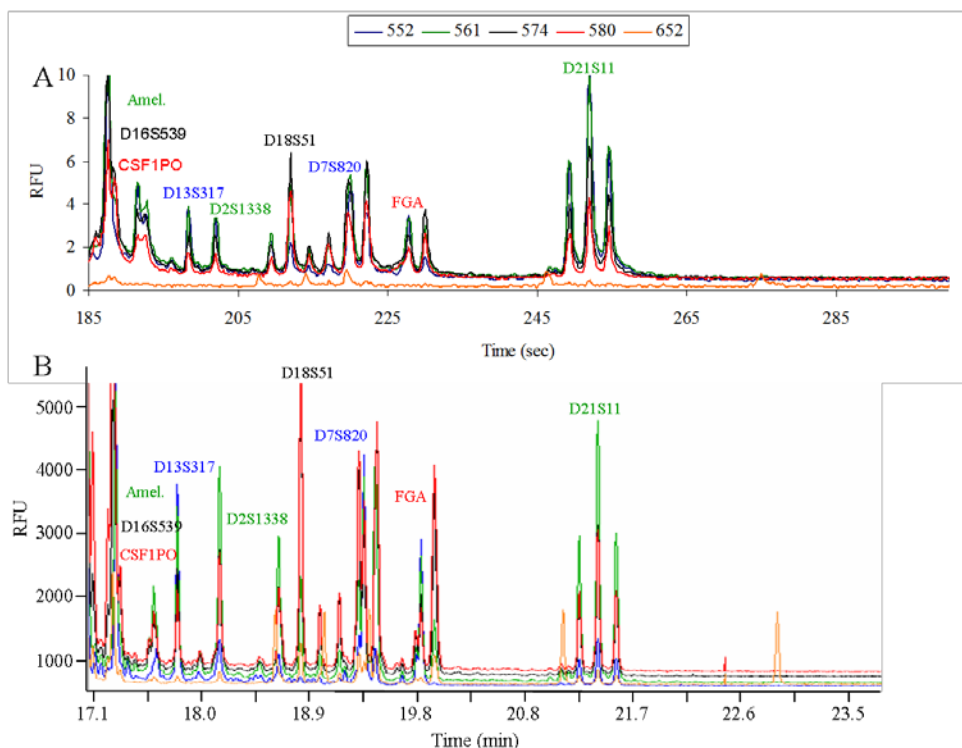 552 561 574 580 652
A
D21S11
10
Amel.
8
D16S539
D18S51
6
CSF1PO
D7S820
D13S317
FGA
D2S1338
4
2
0
RFU
185 205 225 245 265 285
Time (sec)
B
D18S51
5000
D21S11
D7S820
D13S317
4000
Amel.
D2S1338
FGA
D16S539
3000
CSF1PO
2000
1000
RFU
17.1 18.0 18.9 19.8 20.8 21.7 22.6 23.5
Time (min)